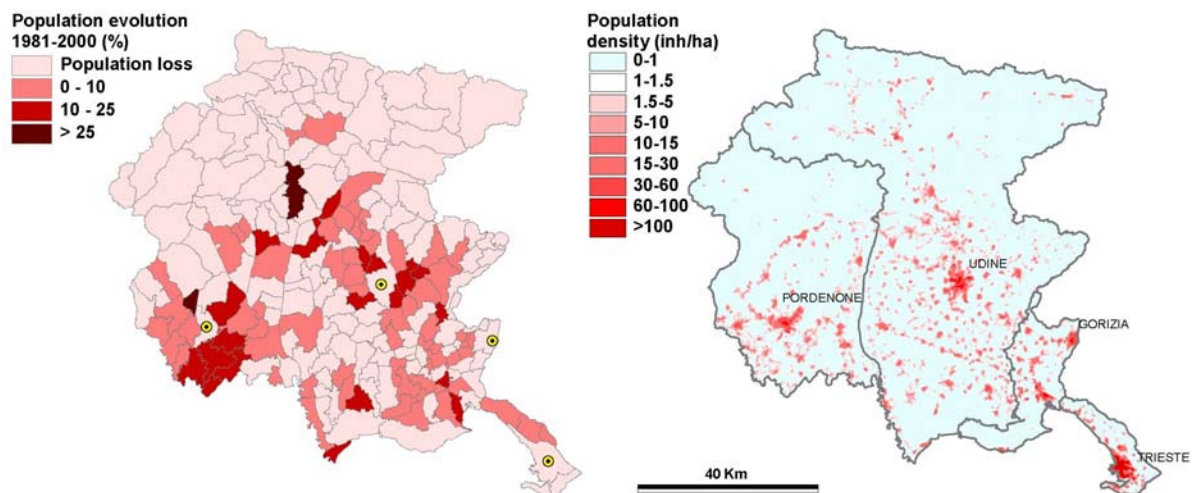 Population evolution
1981-2000 (%)
Population loss
0 - 10
10 - 25
> 25
Population
density (inh/ha)
0-1
1-1.5
1.5-5
5-10
10-15
15-30
30-60
60-100
>100
UDINE
PORDENONE
GORIZIA
TRIESTE
40 Km